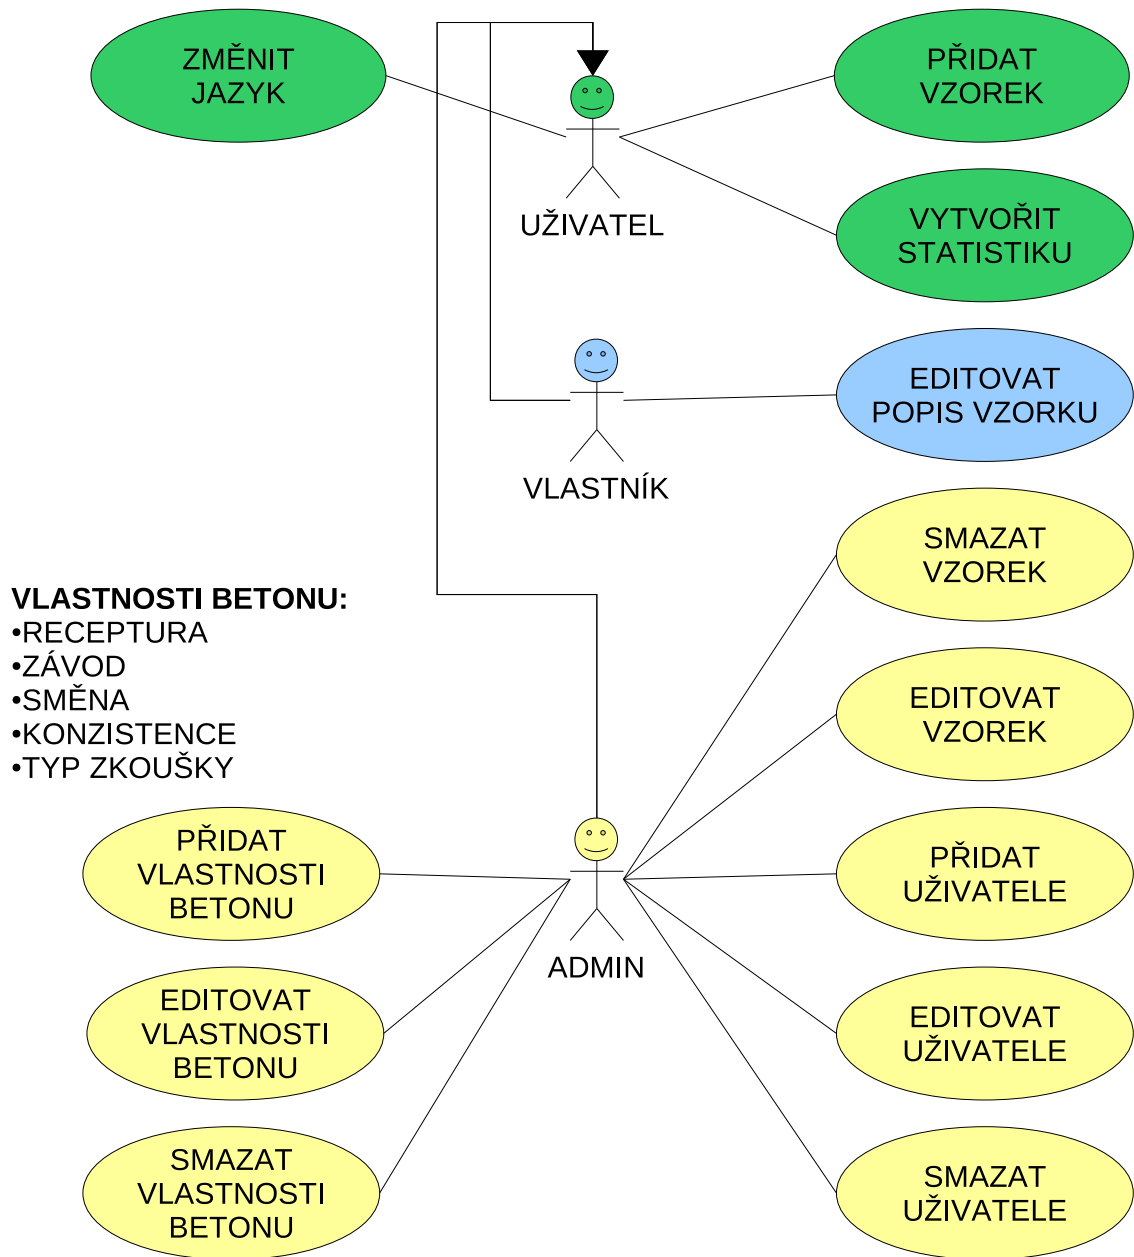 ZMĚNIT
JAZYK
PŘIDAT
VZOREK
VYTVOŘIT
STATISTIKU
UŽIVATEL
EDITOVAT
POPIS VZORKU
VLASTNÍK
SMAZAT
VZOREK
VLASTNOSTI BETONU:
•RECEPTURA
•ZÁVOD
•SMĚNA
•KONZISTENCE
•TYP ZKOUŠKY
EDITOVAT
VZOREK
PŘIDAT
VLASTNOSTI
BETONU
PŘIDAT
UŽIVATELE
ADMIN
EDITOVAT
VLASTNOSTI
BETONU
EDITOVAT
UŽIVATELE
SMAZAT
VLASTNOSTI
BETONU
SMAZAT
UŽIVATELE